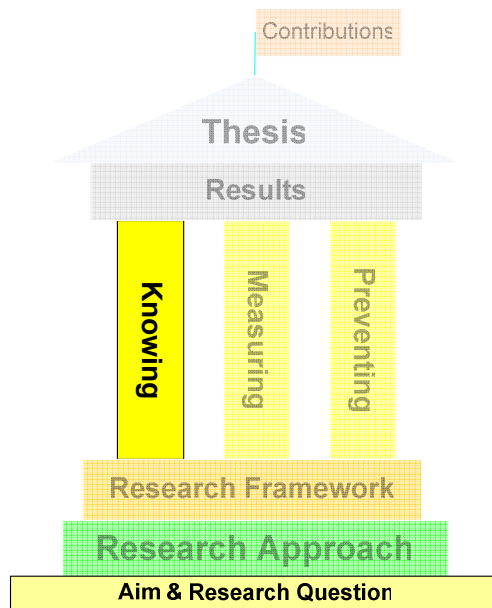 Contributions
Thesis
Results
Knowing
Measuring
Preventing
Research Framework
Research Approach
Aim & Research Question